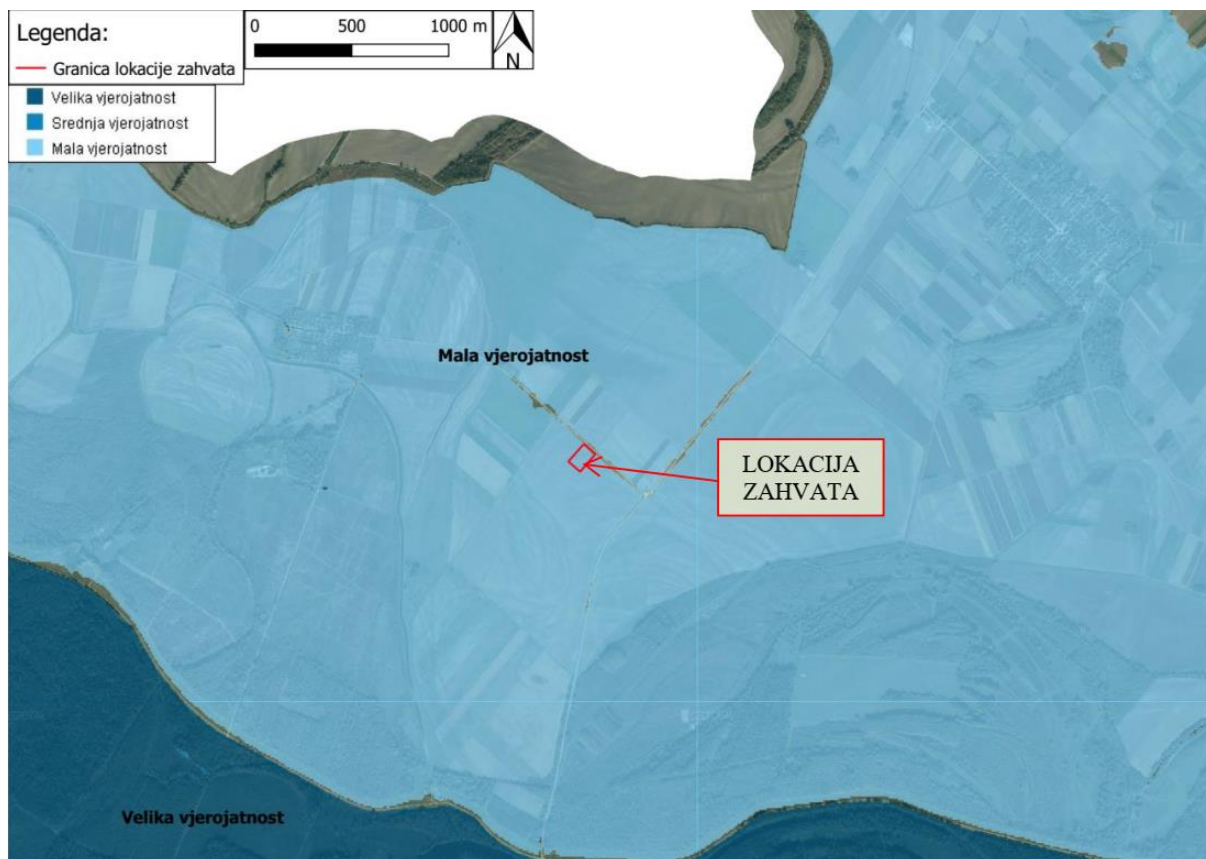 Legenda:
Granica lokacije zahvata
Velika vjerojatnost
Srednja vjerojatnost
Mala vjerojatnost
0 500 1000 m
N
Mala vjerojatnost
LOKACIJA
ZAHVATA
Velika vjerojatnost